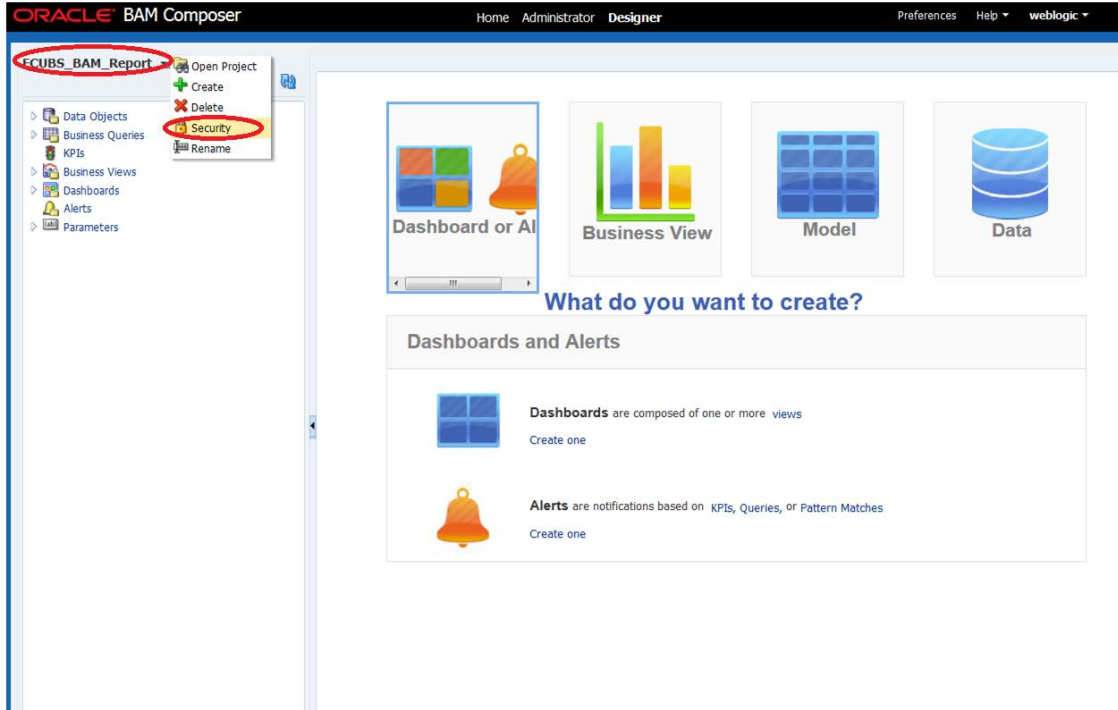 ORACLE BAM Composer
Home Administrator Designer
Preferences Help weblogic
FCUBS_BAM_Report
Open Project
Create
Delete
Security
Rename
Data Objects
Business Queries
KPIs
Business Views
Dashboards
Alerts
Parameters
Dashboard or Al
Business View
Model
Data
What do you want to create?
Dashboards and Alerts
Dashboards are composed of one or more views
Create one
Alerts are notifications based on KPIs, Queries, or Pattern Matches
Create one